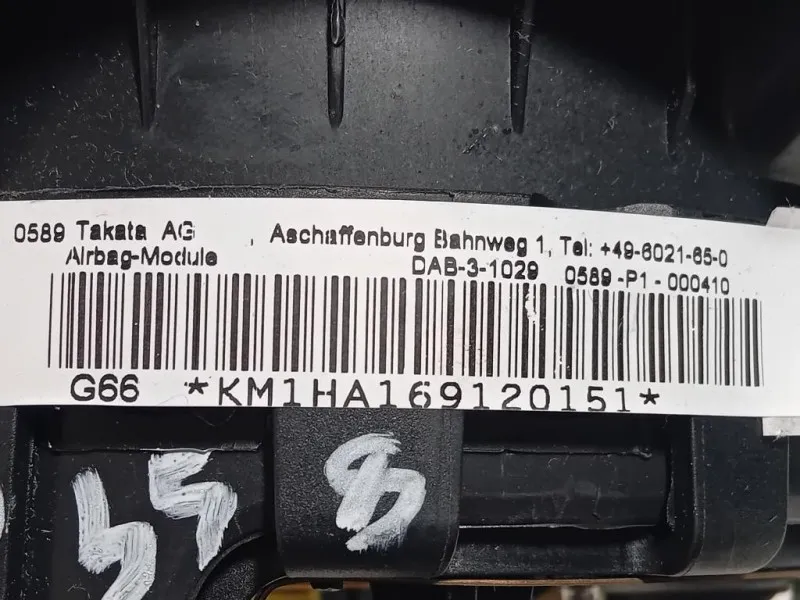 0589 Takata AG , Aschaffenburg Bahnweg 1, Tel: +49-6021-65-0
Airbag-Module DAB-3-1029 0589-P1-000410
G66 *KM1HA169120151*